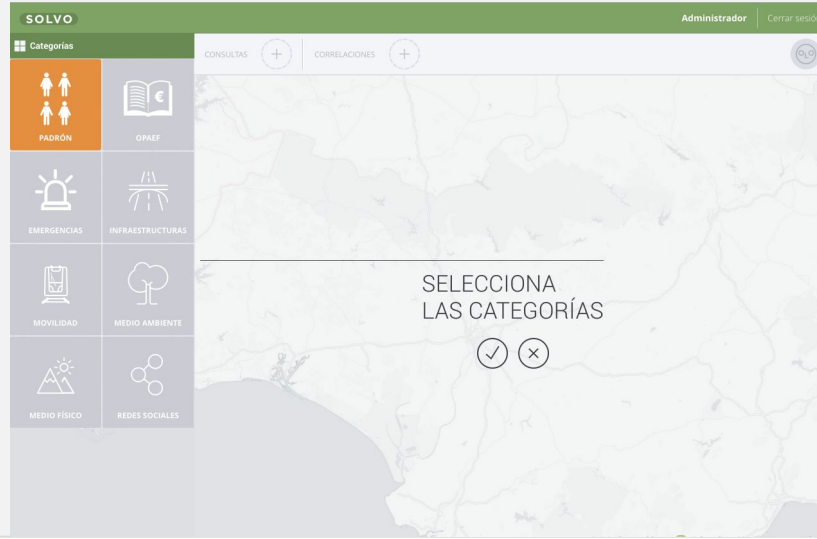 SOLVO
Administrador
Cerrar sesión
Categorías
CONSULTAS
CORRELACIONES
PADRÓN
OPAEF
EMERGENCIAS
INFRAESTRUCTURAS
SELECCIONA
LAS CATEGORÍAS
MOVILIDAD
MEDIO AMBIENTE
MEDIO FÍSICO
REDES SOCIALES